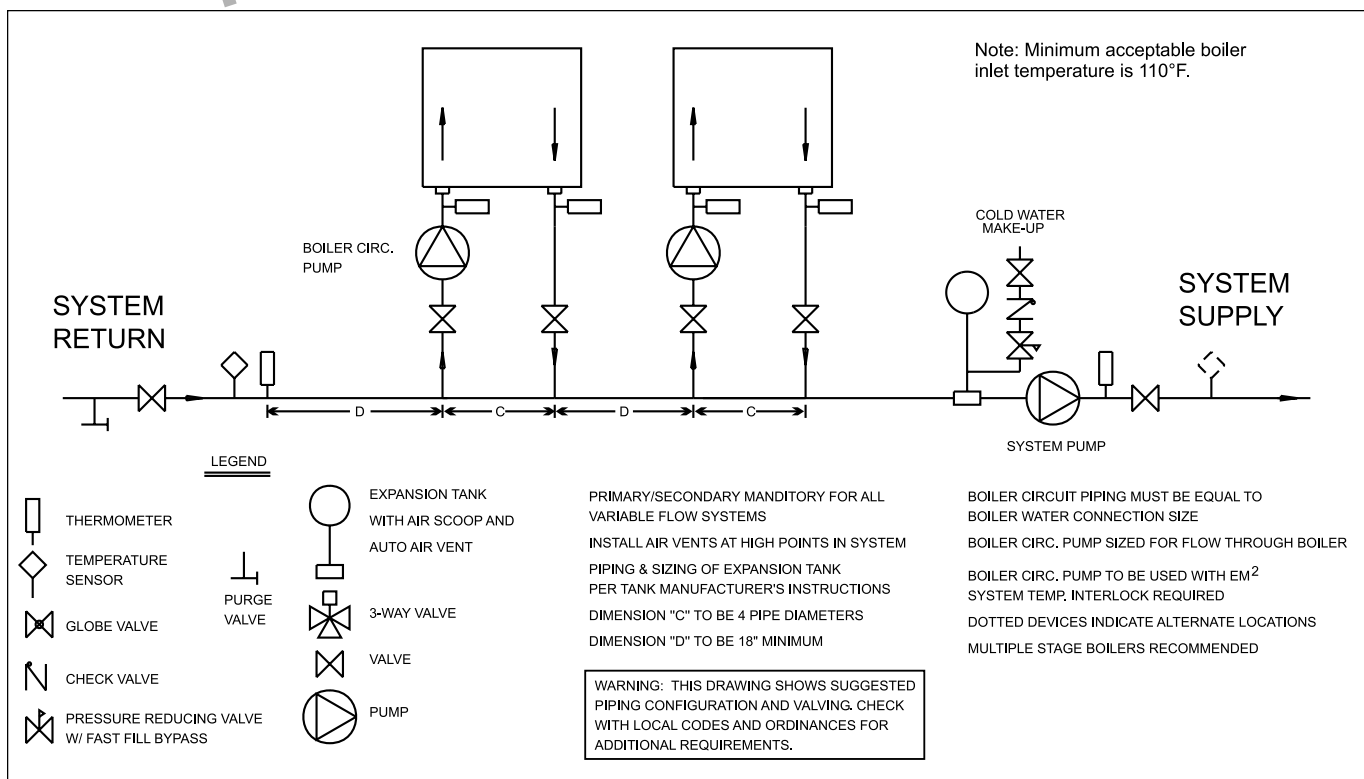 Note: Minimum acceptable boiler
inlet temperature is 110°F.
COLD WATER
MAKE-UP
BOILER CIRC.
PUMP
SYSTEM
RETURN
SYSTEM
SUPPLY
D
C
D
C
SYSTEM PUMP
LEGEND
THERMOMETER
TEMPERATURE
SENSOR
GLOBE VALVE
CHECK VALVE
PRESSURE REDUCING VALVE
W/ FAST FILL BYPASS
PURGE
VALVE
EXPANSION TANK
WITH AIR SCOOP AND
AUTO AIR VENT
3-WAY VALVE
VALVE
PUMP
PRIMARY/SECONDARY MANDITORY FOR ALL
VARIABLE FLOW SYSTEMS
INSTALL AIR VENTS AT HIGH POINTS IN SYSTEM
PIPING & SIZING OF EXPANSION TANK
PER TANK MANUFACTURER'S INSTRUCTIONS
DIMENSION "C" TO BE 4 PIPE DIAMETERS
DIMENSION "D" TO BE 18" MINIMUM
WARNING: THIS DRAWING SHOWS SUGGESTED
PIPING CONFIGURATION AND VALVING. CHECK
WITH LOCAL CODES AND ORDINANCES FOR
ADDITIONAL REQUIREMENTS.
BOILER CIRCUIT PIPING MUST BE EQUAL TO
BOILER WATER CONNECTION SIZE
BOILER CIRC. PUMP SIZED FOR FLOW THROUGH BOILER
BOILER CIRC. PUMP TO BE USED WITH EM²
SYSTEM TEMP. INTERLOCK REQUIRED
DOTTED DEVICES INDICATE ALTERNATE LOCATIONS
MULTIPLE STAGE BOILERS RECOMMENDED